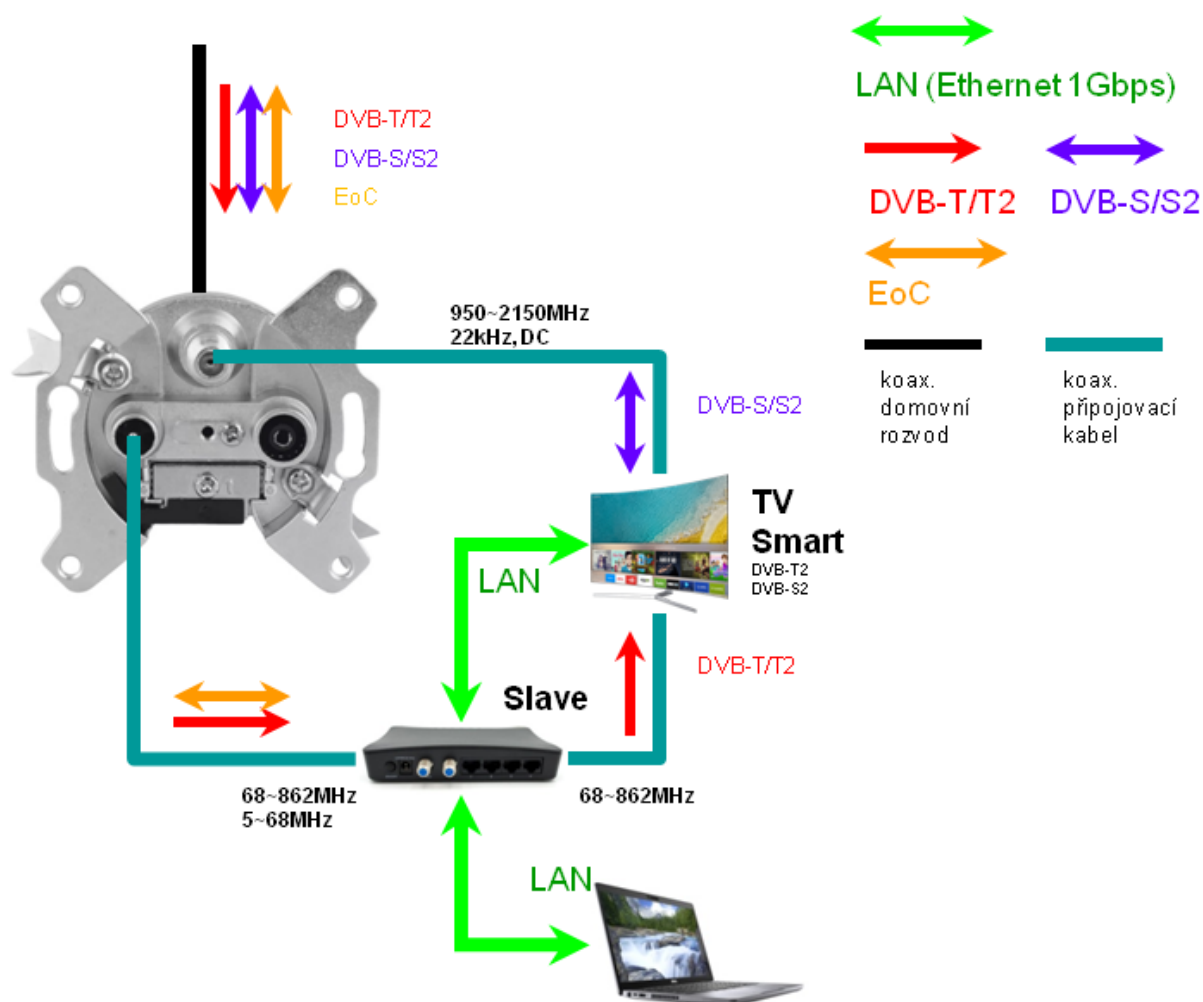 LAN (Ethernet 1Gbps)
DVB-T/T2
DVB-S/S2
EoC
DVB-T/T2
DVB-S/S2
EoC
koax.
domovní
rozvod
koax.
připojovací
kabel
950~2150MHz
22kHz, DC
DVB-S/S2
TV
Smart
DVB-T2
DVB-S2
LAN
DVB-T/T2
Slave
68~862MHz
5~68MHz
68~862MHz
LAN